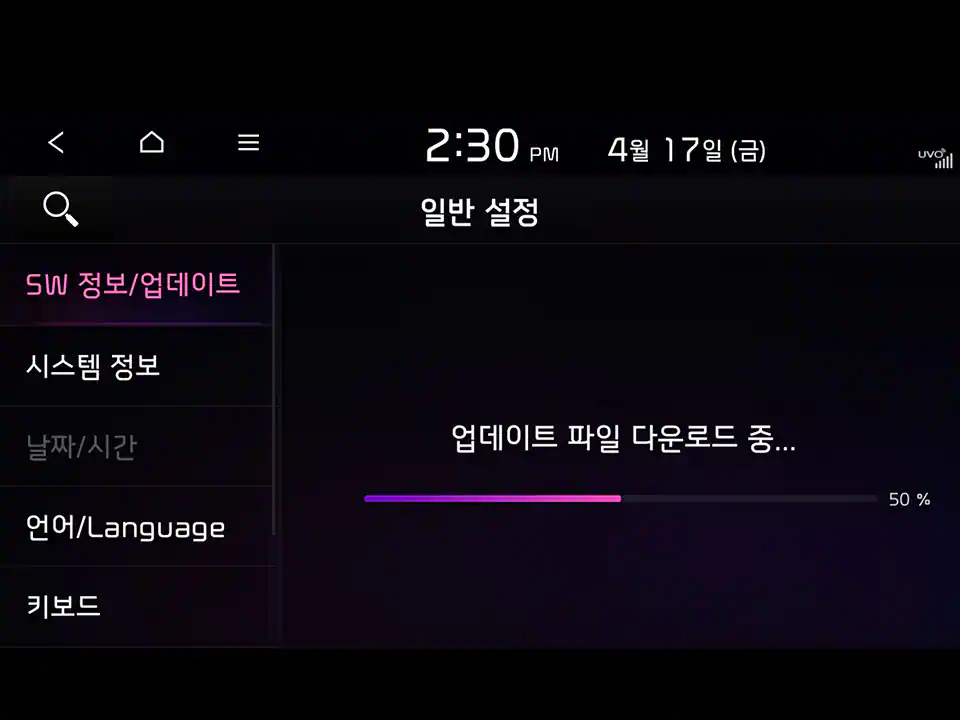 2:30 PM 4월 17일 (금)
UVO
일반 설정
SW 정보/업데이트
시스템 정보
날짜/시간
언어/Language
키보드
업데이트 파일 다운로드 중...
50 %